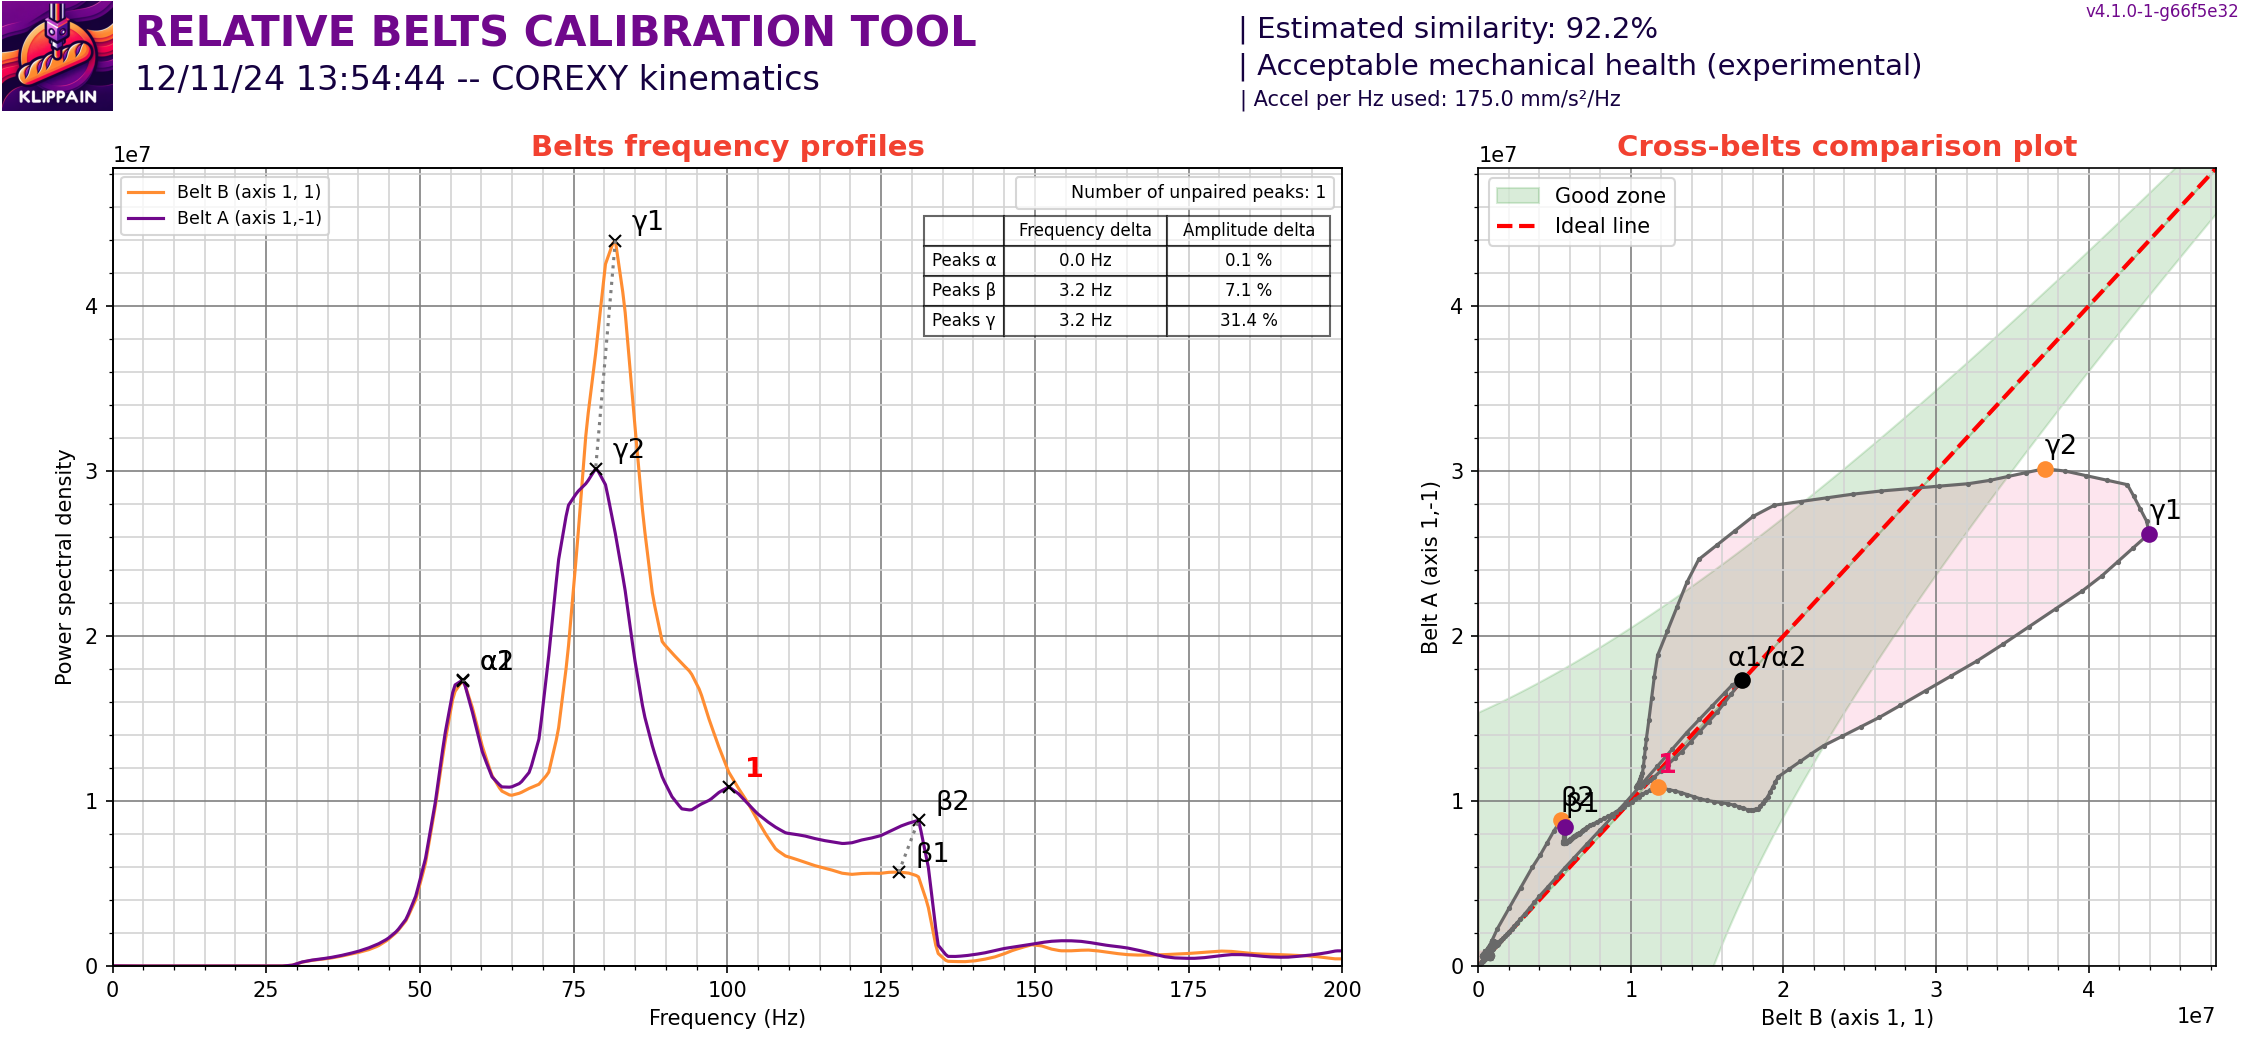 KLIPPAIN
RELATIVE BELTS CALIBRATION TOOL
12/11/24 13:54:44 -- COREXY kinematics
| Estimated similarity: 92.2%
| Acceptable mechanical health (experimental)
| Accel per Hz used: 175.0 mm/s²/Hz
v4.1.0-1-g66f5e32
Belts frequency profiles
1e7
Belt B (axis 1, 1)
Belt A (axis 1,-1)
Number of unpaired peaks: 1
Frequency delta Amplitude delta
Peaks α 0.0 Hz 0.1 %
Peaks β 3.2 Hz 7.1 %
Peaks γ 3.2 Hz 31.4 %
γ1
γ2
α1
α2
1
β2
β1
4
3
2
1
0
Power spectral density
0 25 50 75 100 125 150 175 200
Frequency (Hz)
Cross-belts comparison plot
1e7
Good zone
Ideal line
γ2
γ1
α1/α2
1
β2
β1
4
3
2
1
0
Belt A (axis 1,-1)
0 1 2 3 4
Belt B (axis 1, 1)
1e7